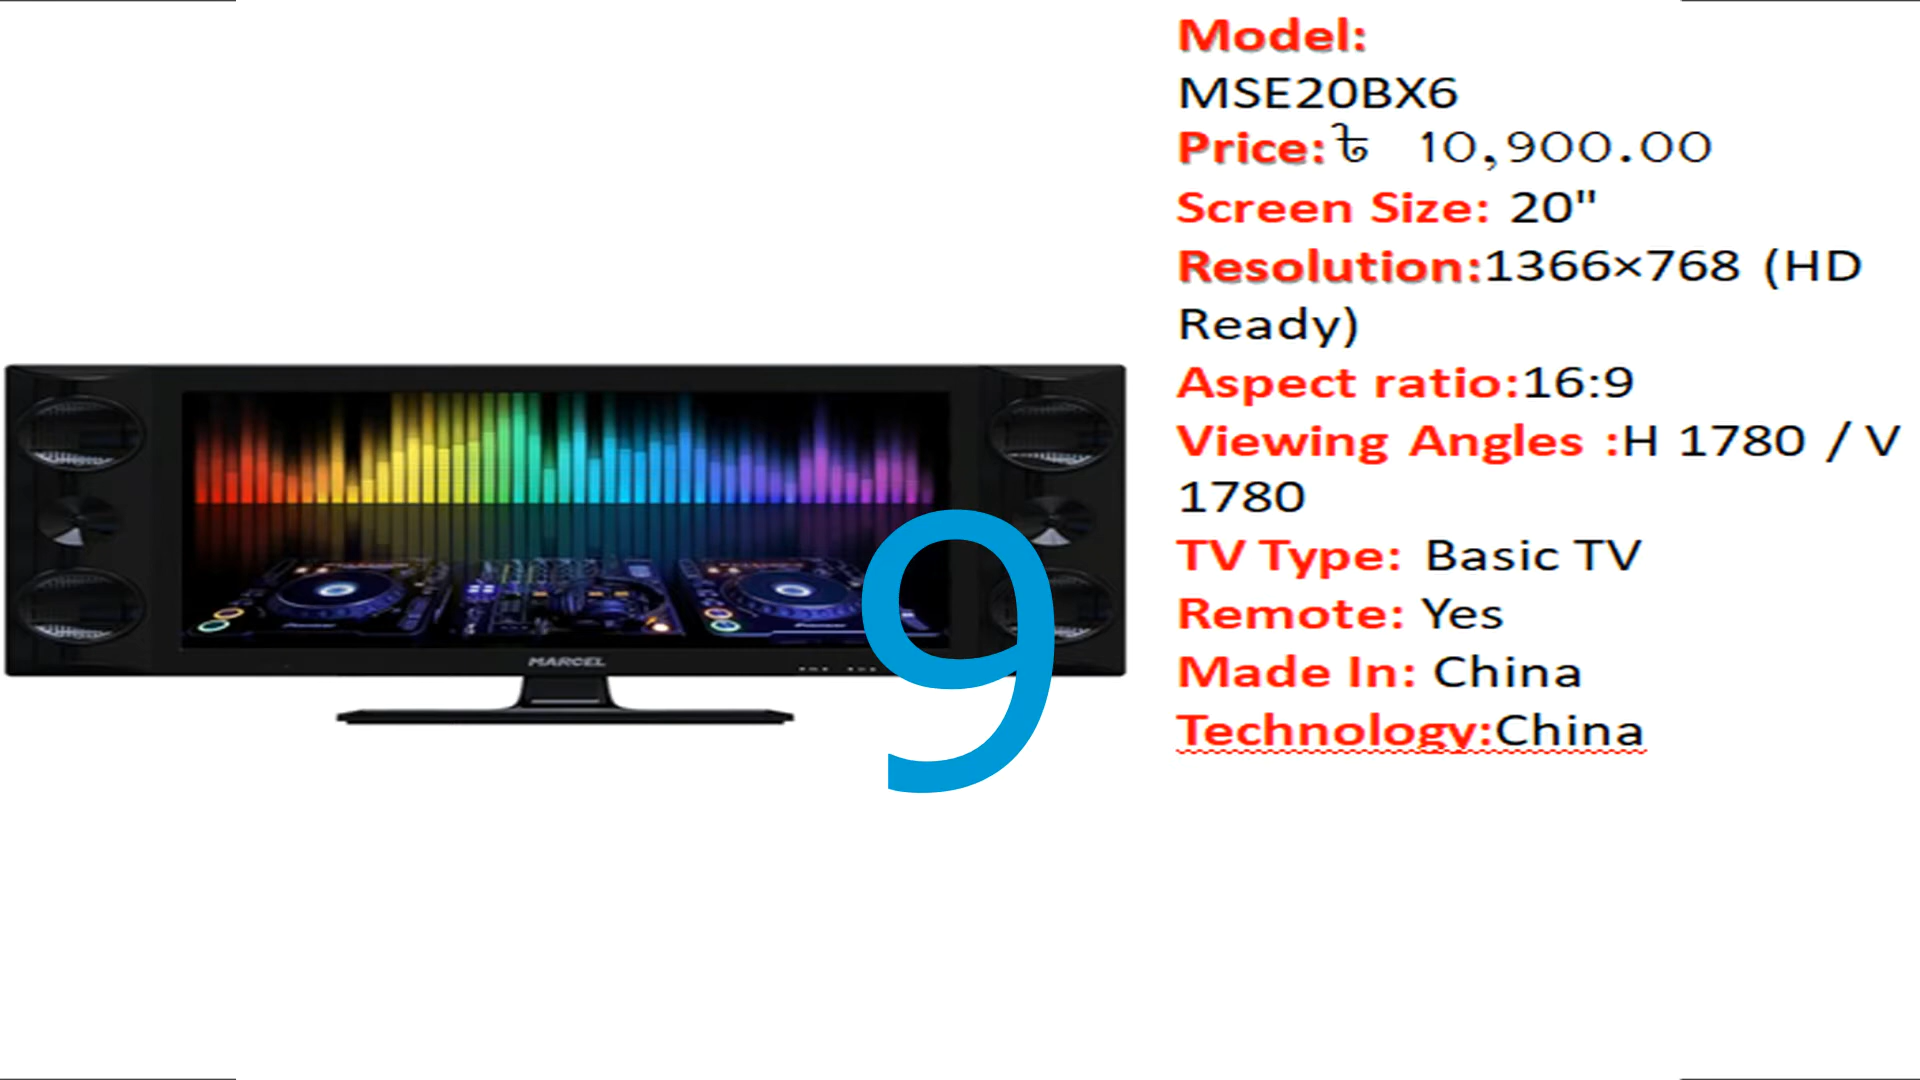 Model:
MSE20BX6
Price:৳ 10,900.00
Screen Size: 20"
Resolution:1366×768 (HD
Ready)
Aspect ratio:16:9
Viewing Angles :H 1780 / V
1780
TV Type: Basic TV
Remote: Yes
Made In: China
Technology:China
MARCEL
9